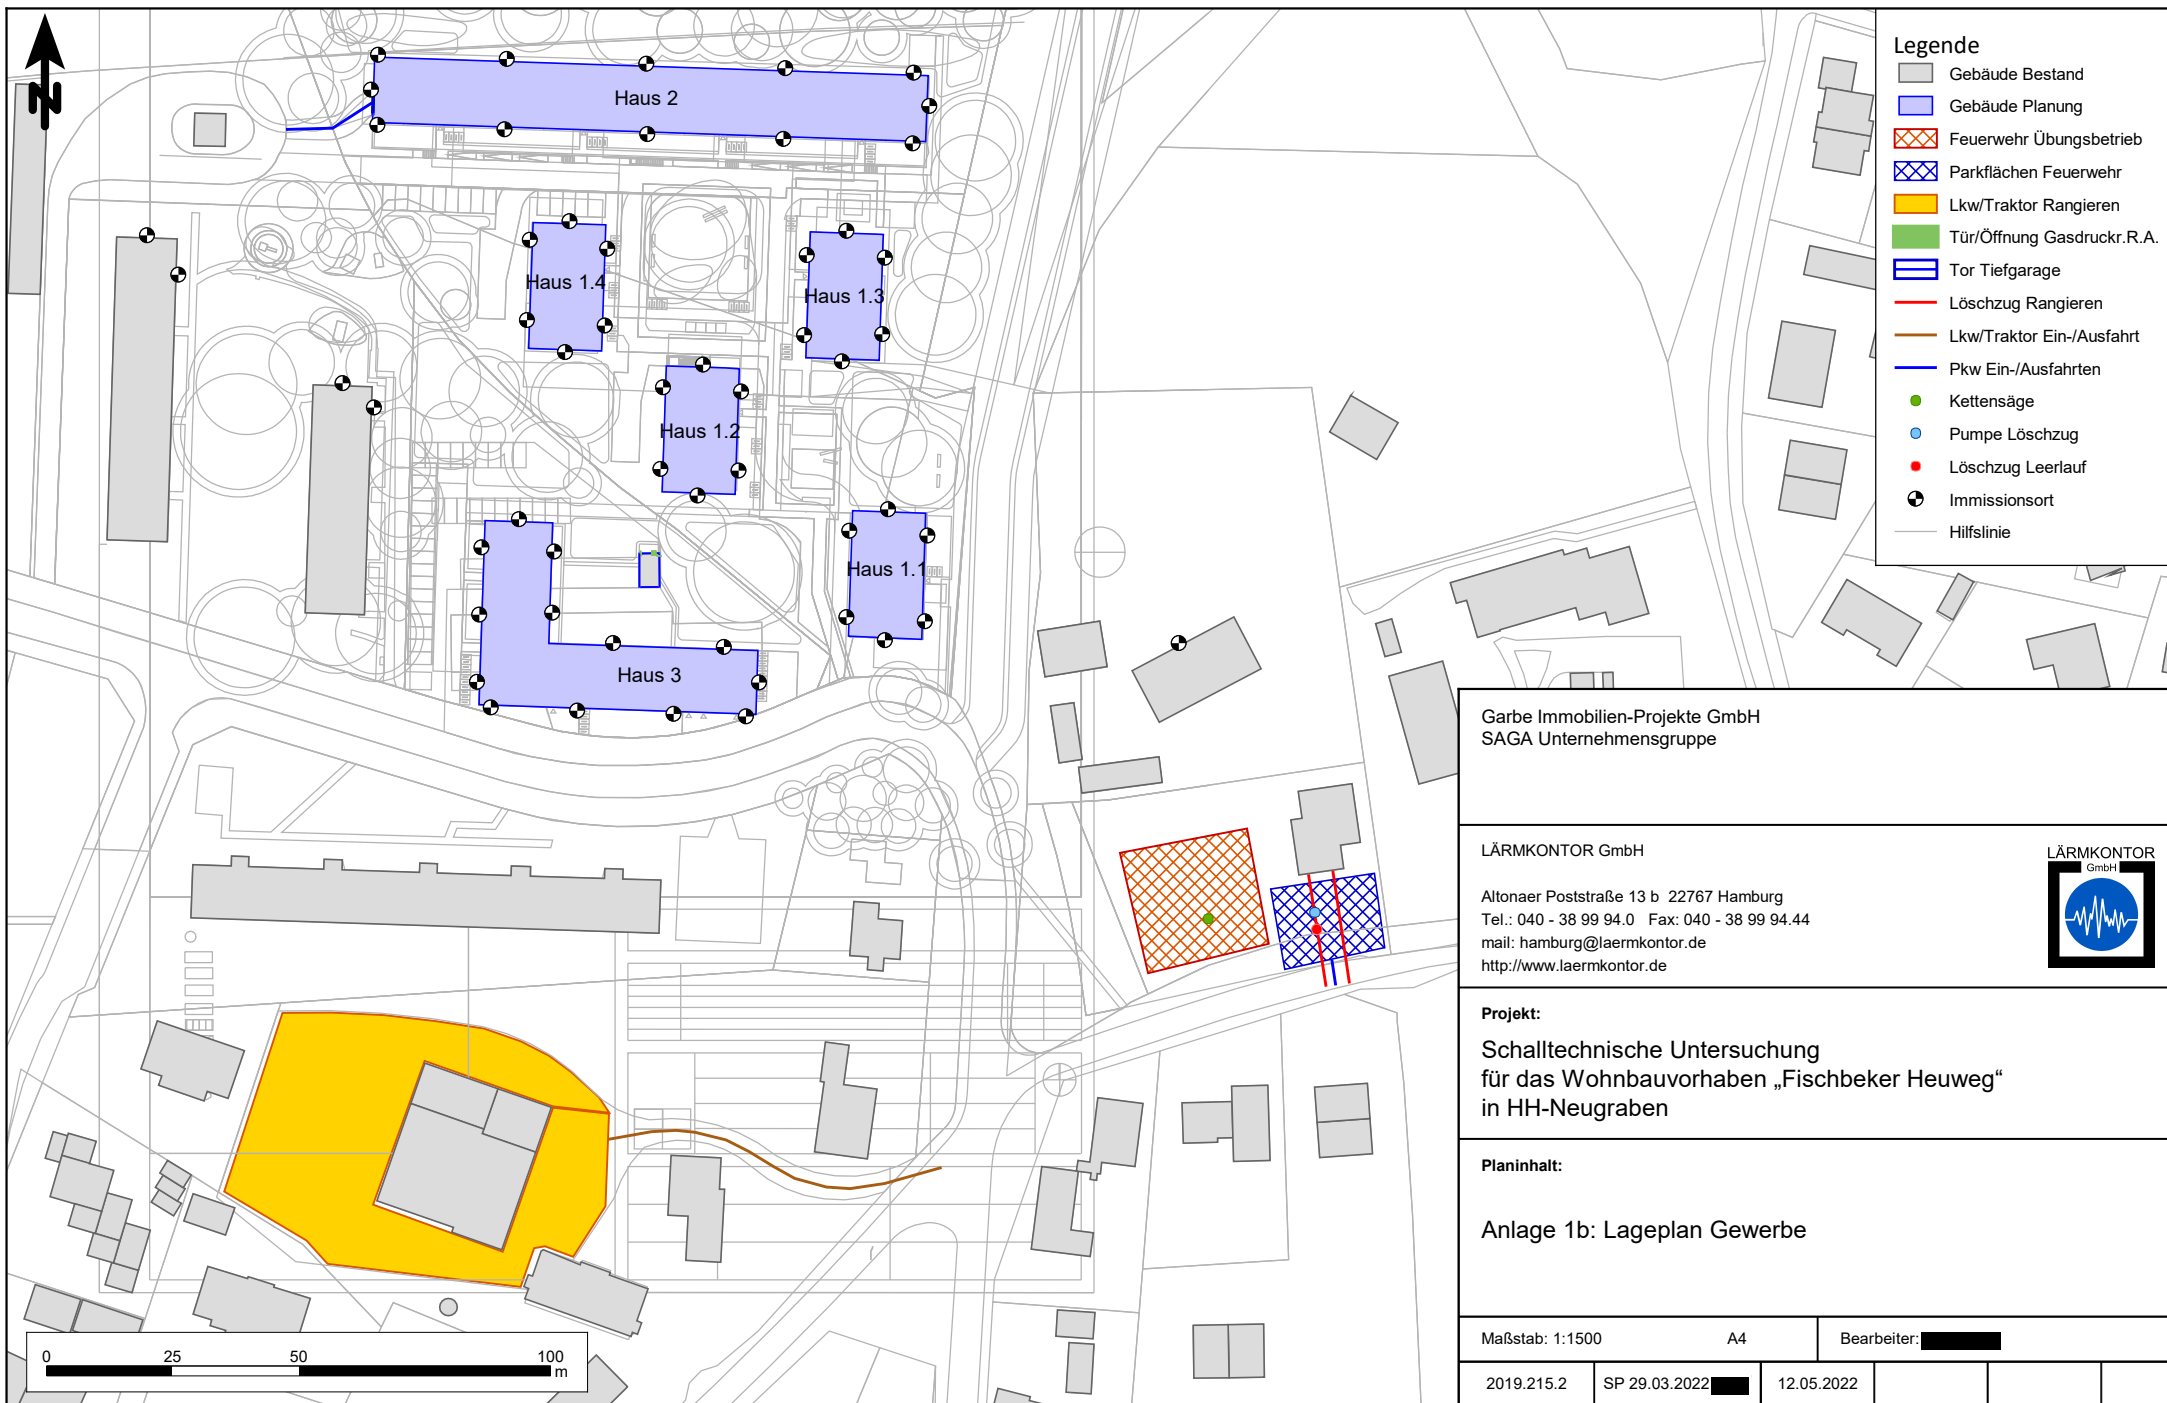 N
Haus 2
Haus 1.4
Haus 1.3
Haus 1.2
Haus 1.1
Haus 3
0 25 50 100
m
Legende
Gebäude Bestand
Gebäude Planung
Feuerwehr Übungsbetrieb
Parkflächen Feuerwehr
Lkw/Traktor Rangieren
Tür/Öffnung Gasdruckr.R.A.
Tor Tiefgarage
Löschzug Rangieren
Lkw/Traktor Ein-/Ausfahrt
Pkw Ein-/Ausfahrten
Kettensäge
Pumpe Löschzug
Löschzug Leerlauf
Immissionsort
Hilfslinie
Garbe Immobilien-Projekte GmbH
SAGA Unternehmensgruppe
LÄRMKONTOR GmbH
Altonaer Poststraße 13 b 22767 Hamburg
Tel.: 040 - 38 99 94.0 Fax: 040 - 38 99 94.44
mail: hamburg@laermkontor.de
http://www.laermkontor.de
LÄRMKONTOR
GmbH
Projekt:
Schalltechnische Untersuchung
für das Wohnbauvorhaben „Fischbeker Heuweg“
in HH-Neugraben
Planinhalt:
Anlage 1b: Lageplan Gewerbe
Maßstab: 1:1500 A4 Bearbeiter:
2019.215.2 SP 29.03.2022 12.05.2022